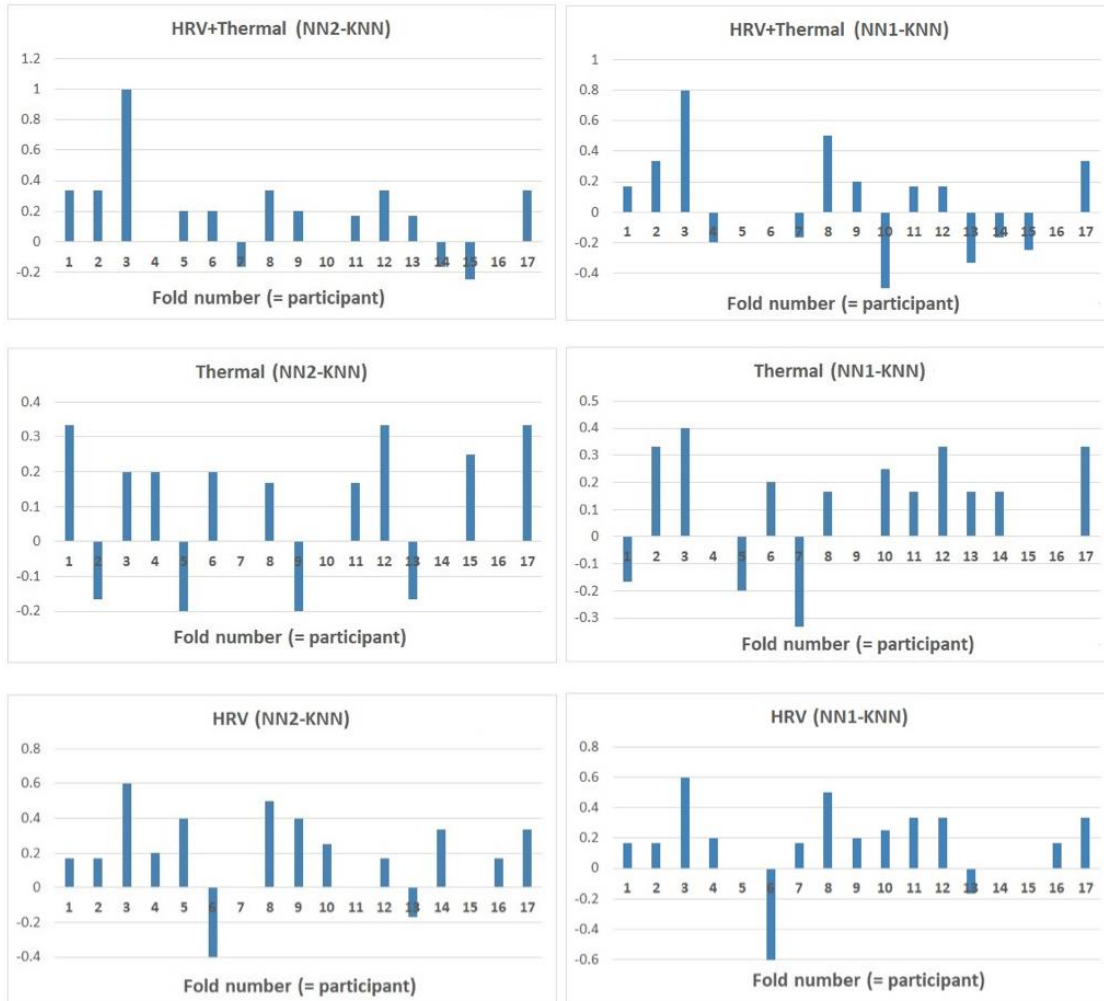 HRV+Thermal (NN2-KNN)
1.2
1
0.8
0.6
0.4
0.2
0
-0.2
1 2 3 4 5 6 7 8 9 10 11 12 13 14 15 16 17
Fold number (= participant)
HRV+Thermal (NN1-KNN)
1
0.8
0.6
0.4
0.2
0
-0.2
-0.4
1 2 3 4 5 6 7 8 9 10 11 12 13 14 15 16 17
Fold number (= participant)
Thermal (NN2-KNN)
0.4
0.3
0.2
0.1
0
-0.1
-0.2
1 2 3 4 5 6 7 8 9 10 11 12 13 14 15 16 17
Fold number (= participant)
Thermal (NN1-KNN)
0.5
0.4
0.3
0.2
0.1
0
-0.1
-0.2
-0.3
1 2 3 4 5 6 7 8 9 10 11 12 13 14 15 16 17
Fold number (= participant)
HRV (NN2-KNN)
0.8
0.6
0.4
0.2
0
-0.2
-0.4
1 2 3 4 5 6 7 8 9 10 11 12 13 14 15 16 17
Fold number (= participant)
HRV (NN1-KNN)
0.8
0.6
0.4
0.2
0
-0.2
-0.4
-0.6
1 2 3 4 5 6 7 8 9 10 11 12 13 14 15 16 17
Fold number (= participant)